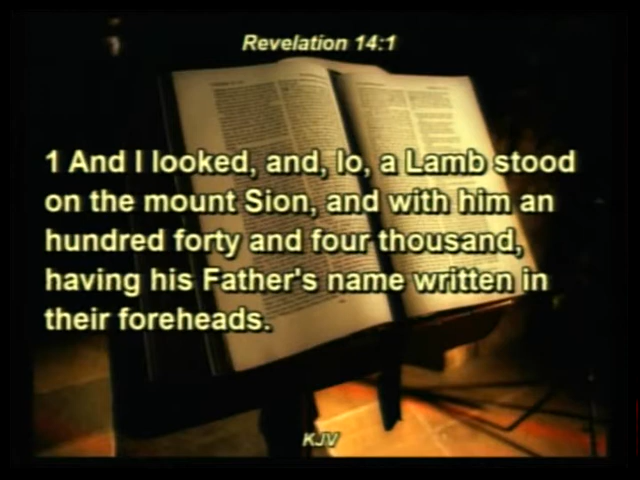 Revelation 14:1
1 And I looked, and, lo, a Lamb stood
on the mount Sion, and with him an
hundred forty and four thousand,
having his Father's name written in
their foreheads.
KJV